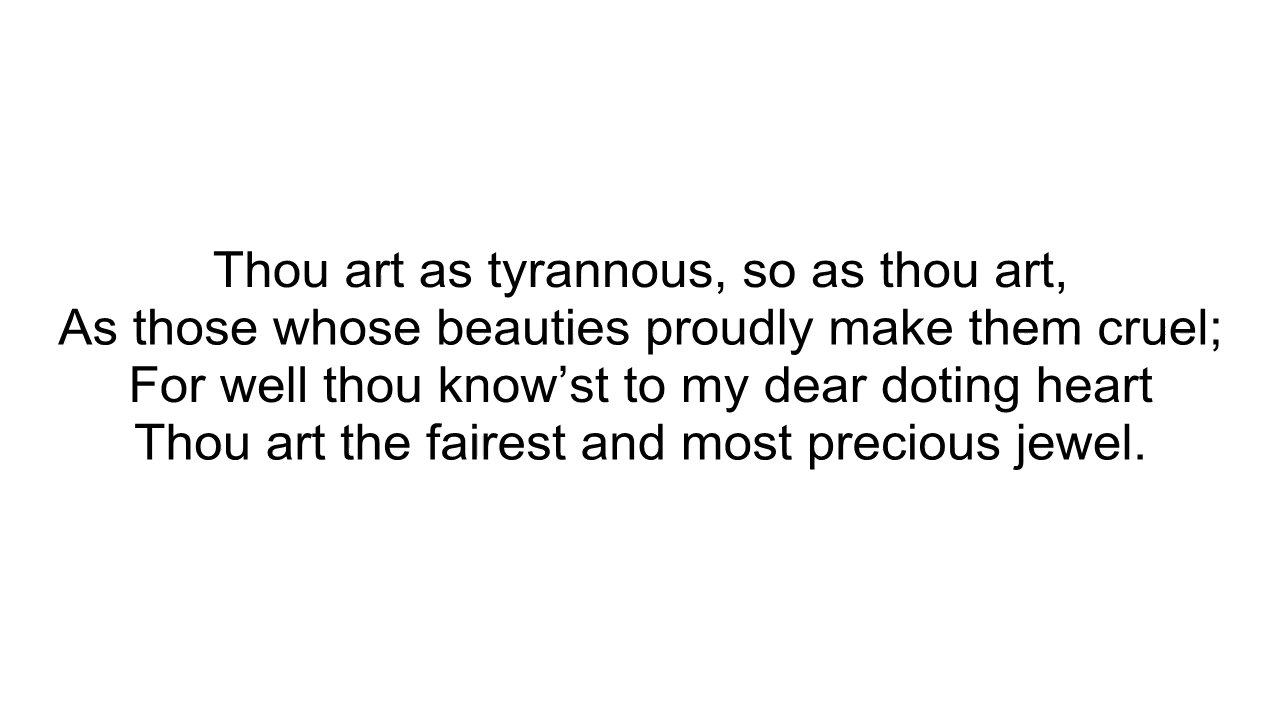 Thou art as tyrannous, so as thou art,
As those whose beauties proudly make them cruel;
For well thou know’st to my dear doting heart
Thou art the fairest and most precious jewel.